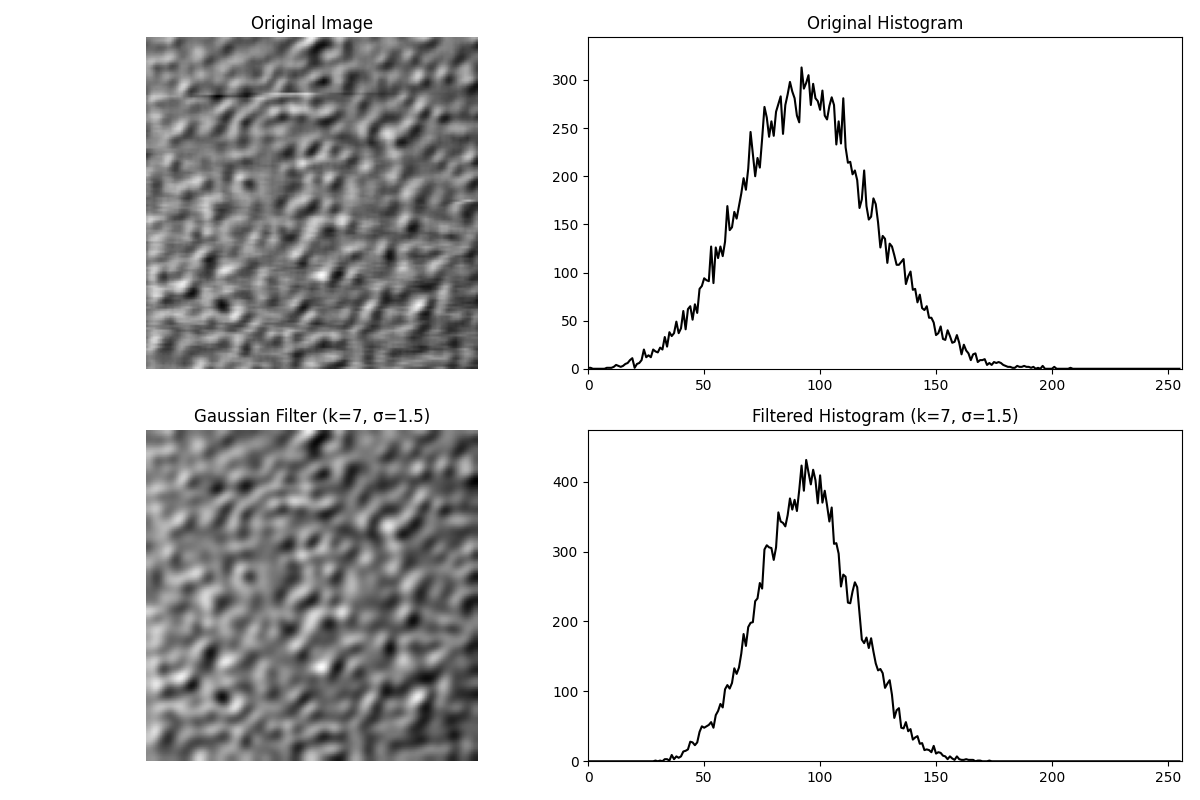 Original Image
Original Histogram
300
250
200
150
100
50
0
0 50 100 150 200 250
Gaussian Filter (k=7, σ=1.5)
Filtered Histogram (k=7, σ=1.5)
400
300
200
100
0
0 50 100 150 200 250